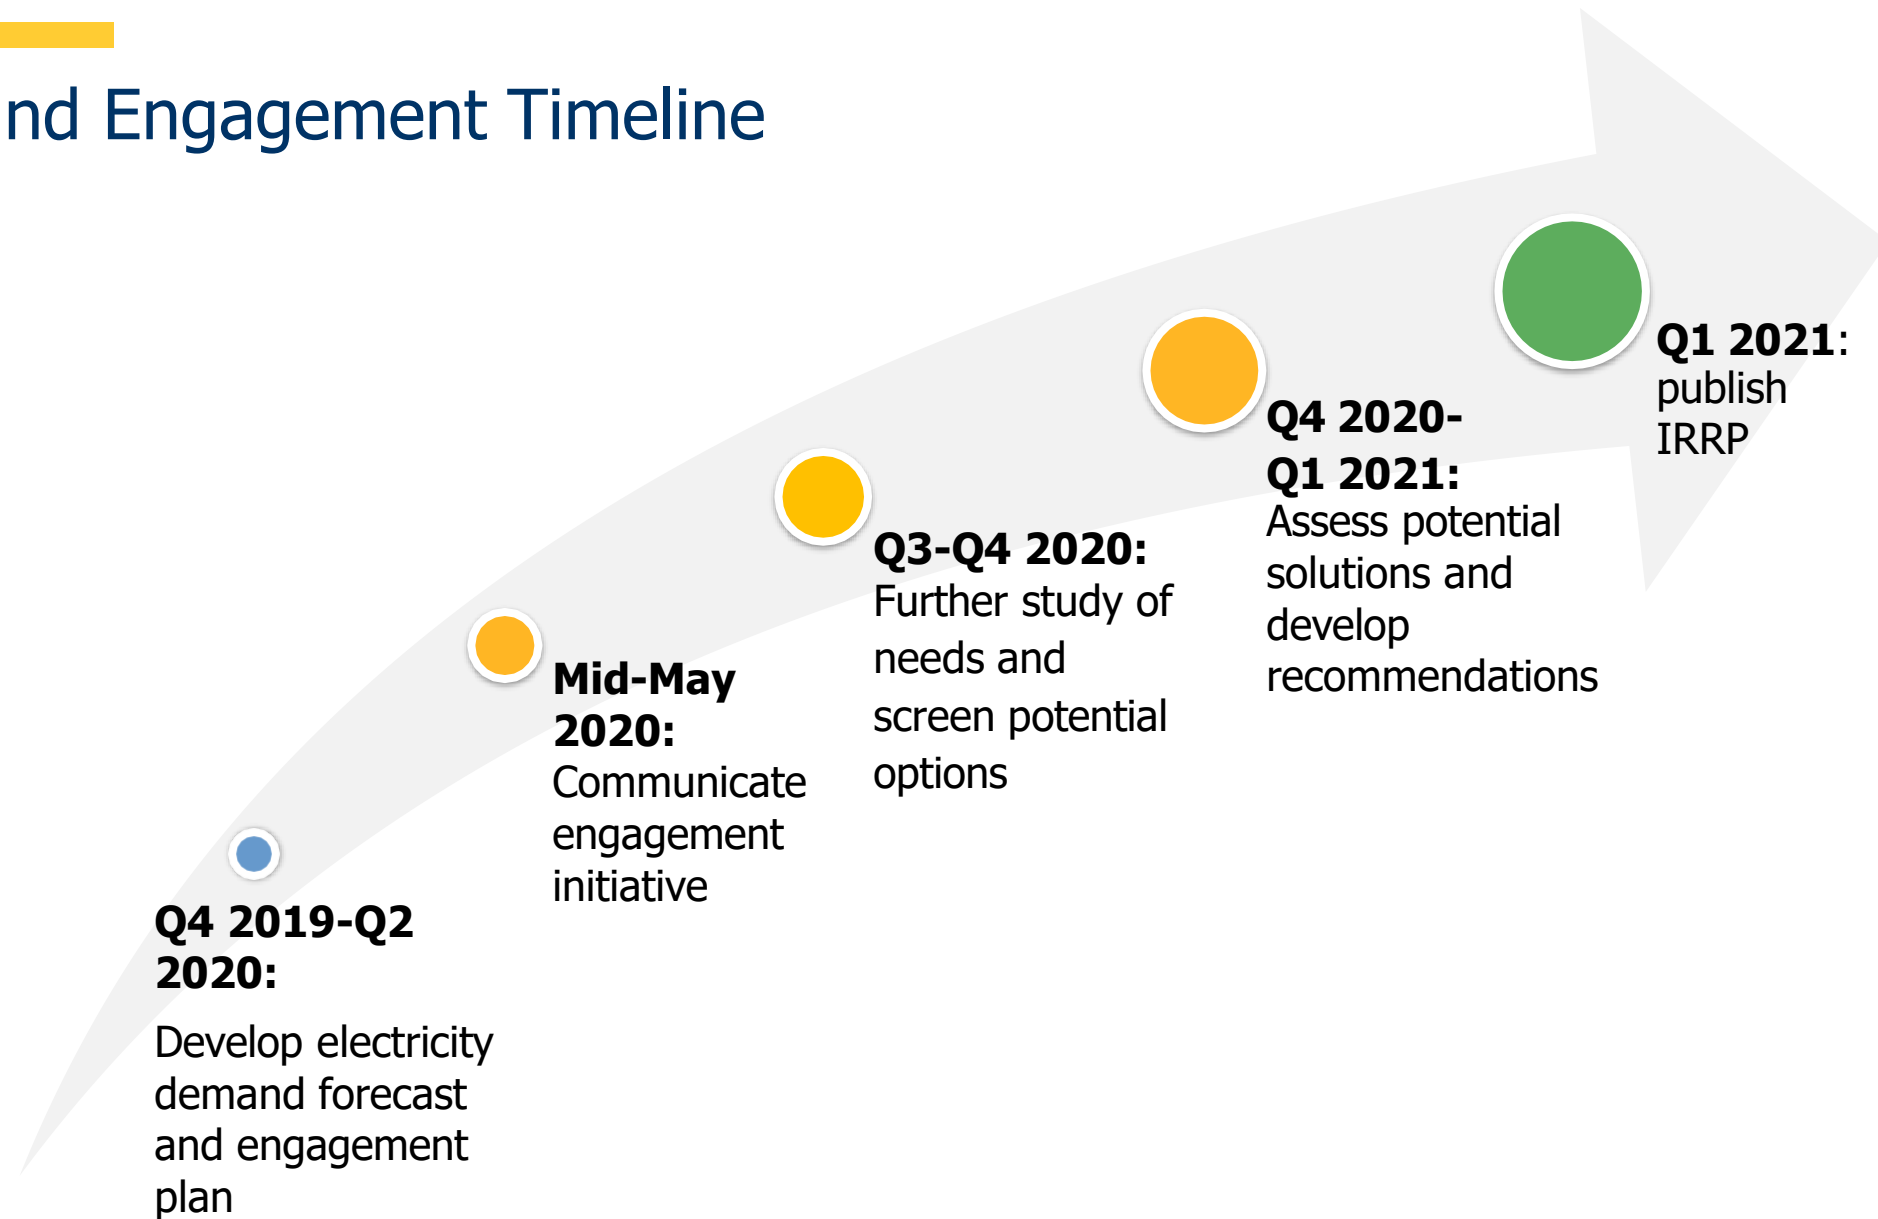 nd Engagement Timeline
Q4 2019-Q2
2020:
Develop electricity
demand forecast
and engagement
plan
Mid-May
2020:
Communicate
engagement
initiative
Q3-Q4 2020:
Further study of
needs and
screen potential
options
Q4 2020-
Q1 2021:
Assess potential
solutions and
develop
recommendations
Q1 2021:
publish
IRRP